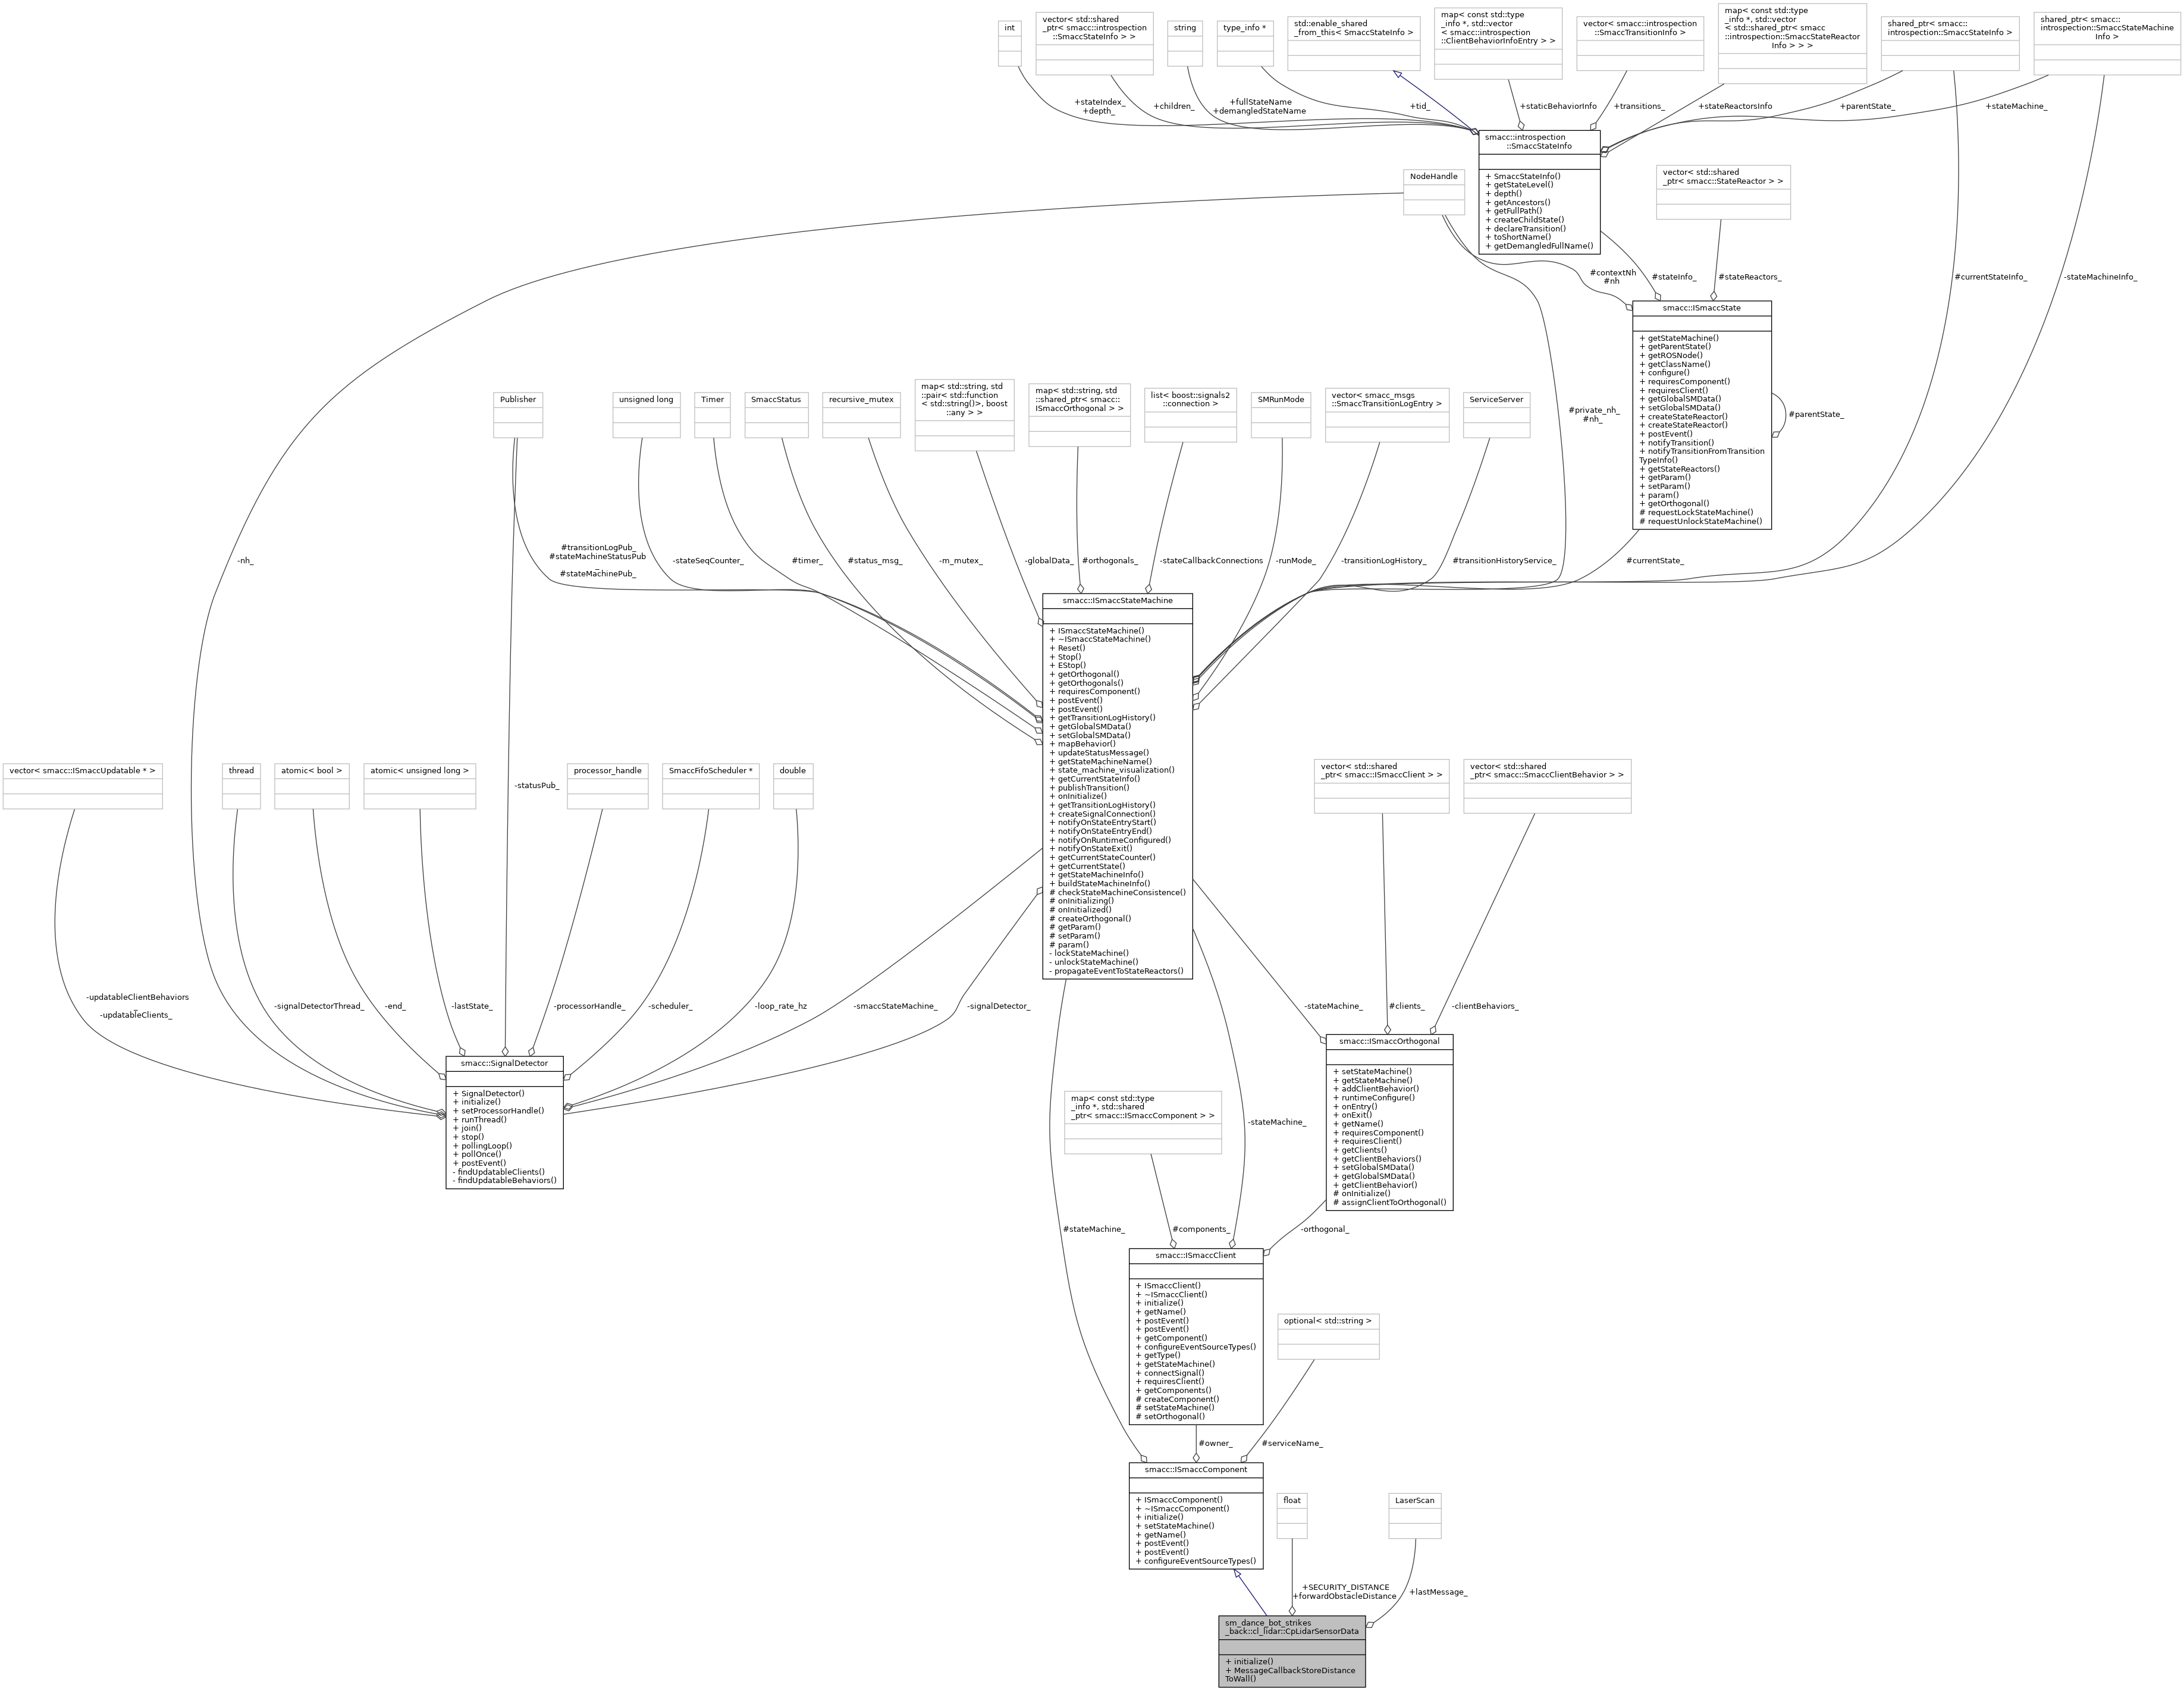 int
vector< std::shared
_ptr< smacc::introspection
::SmaccStateInfo > >
string
type_info *
std::enable_shared
_from_this< SmaccStateInfo >
map< const std::type
_info *, std::vector
< smacc::introspection
::ClientBehaviorInfoEntry > >
vector< smacc::introspection
::SmaccTransitionInfo >
map< const std::type
_info *, std::vector
< std::shared_ptr< smacc
::introspection::SmaccStateReactor
Info > > >
shared_ptr< smacc::
introspection::SmaccStateInfo >
shared_ptr< smacc::
introspection::SmaccStateMachine
Info >
+stateIndex_
+depth_
+children_
+fullStateName
+demangledStateName
+tid_
+staticBehaviorInfo
+transitions_
+stateReactorsInfo
+parentState_
+stateMachine_
smacc::introspection
::SmaccStateInfo
+ SmaccStateInfo()
+ getStateLevel()
+ depth()
+ getAncestors()
+ getFullPath()
+ createChildState()
+ declareTransition()
+ toShortName()
+ getDemangledFullName()
NodeHandle
vector< std::shared
_ptr< smacc::StateReactor > >
#contextNh
#nh
#stateInfo_
#stateReactors_
#currentStateInfo_
-stateMachineInfo_
smacc::ISmaccState
+ getStateMachine()
+ getParentState()
+ getROSNode()
+ getClassName()
+ configure()
+ requiresComponent()
+ requiresClient()
+ getGlobalSMData()
+ setGlobalSMData()
+ createStateReactor()
+ createStateReactor()
+ postEvent()
+ notifyTransition()
+ notifyTransitionFromTransition
TypeInfo()
+ getStateReactors()
+ getParam()
+ setParam()
+ param()
+ getOrthogonal()
# requestLockStateMachine()
# requestUnlockStateMachine()
#parentState_
Publisher
unsigned long
Timer
SmaccStatus
recursive_mutex
map< std::string, std
::pair< std::function
< std::string()>, boost
::any > >
map< std::string, std
::shared_ptr< smacc::
ISmaccOrthogonal > >
list< boost::signals2
::connection >
SMRunMode
vector< smacc_msgs
::SmaccTransitionLogEntry >
ServiceServer
#private_nh_
#nh_
-nh_
#transitionLogPub_
#stateMachineStatusPub
_
#stateMachinePub_
-stateSeqCounter_
#timer_
#status_msg_
-m_mutex_
-globalData_
#orthogonals_
-stateCallbackConnections
-runMode_
-transitionLogHistory_
#transitionHistoryService_
#currentState_
smacc::ISmaccStateMachine
+ ISmaccStateMachine()
+ ~ISmaccStateMachine()
+ Reset()
+ Stop()
+ EStop()
+ getOrthogonal()
+ getOrthogonals()
+ requiresComponent()
+ postEvent()
+ postEvent()
+ getTransitionLogHistory()
+ getGlobalSMData()
+ setGlobalSMData()
+ mapBehavior()
+ updateStatusMessage()
+ getStateMachineName()
+ state_machine_visualization()
+ getCurrentStateInfo()
+ publishTransition()
+ onInitialize()
+ getTransitionLogHistory()
+ createSignalConnection()
+ notifyOnStateEntryStart()
+ notifyOnStateEntryEnd()
+ notifyOnRuntimeConfigured()
+ notifyOnStateExit()
+ getCurrentStateCounter()
+ getCurrentState()
+ getStateMachineInfo()
+ buildStateMachineInfo()
# checkStateMachineConsistence()
# onInitializing()
# onInitialized()
# createOrthogonal()
# getParam()
# setParam()
# param()
- lockStateMachine()
- unlockStateMachine()
- propagateEventToStateReactors()
vector< smacc::ISmaccUpdatable * >
thread
atomic< bool >
atomic< unsigned long >
-statusPub_
processor_handle
SmaccFifoScheduler *
double
vector< std::shared
_ptr< smacc::ISmaccClient > >
vector< std::shared
_ptr< smacc::SmaccClientBehavior > >
-updatableClientBehaviors
_
-updatableClients_
-signalDetectorThread_
-end_
-lastState_
-processorHandle_
-scheduler_
-loop_rate_hz
-smaccStateMachine_
-signalDetector_
-stateMachine_
#clients_
-clientBehaviors_
smacc::SignalDetector
+ SignalDetector()
+ initialize()
+ setProcessorHandle()
+ runThread()
+ join()
+ stop()
+ pollingLoop()
+ pollOnce()
+ postEvent()
- findUpdatableClients()
- findUpdatableBehaviors()
smacc::ISmaccOrthogonal
+ setStateMachine()
+ getStateMachine()
+ addClientBehavior()
+ runtimeConfigure()
+ onEntry()
+ onExit()
+ getName()
+ requiresComponent()
+ requiresClient()
+ getClients()
+ getClientBehaviors()
+ setGlobalSMData()
+ getGlobalSMData()
+ getClientBehavior()
# onInitialize()
# assignClientToOrthogonal()
map< const std::type
_info *, std::shared
_ptr< smacc::ISmaccComponent > >
-stateMachine_
#stateMachine_
#components_
-orthogonal_
smacc::ISmaccClient
+ ISmaccClient()
+ ~ISmaccClient()
+ initialize()
+ getName()
+ postEvent()
+ postEvent()
+ getComponent()
+ configureEventSourceTypes()
+ getType()
+ getStateMachine()
+ connectSignal()
+ requiresClient()
+ getComponents()
# createComponent()
# setStateMachine()
# setOrthogonal()
optional< std::string >
#owner_
#serviceName_
smacc::ISmaccComponent
+ ISmaccComponent()
+ ~ISmaccComponent()
+ initialize()
+ setStateMachine()
+ getName()
+ postEvent()
+ postEvent()
+ configureEventSourceTypes()
float
LaserScan
+SECURITY_DISTANCE
+forwardObstacleDistance
+lastMessage_
sm_dance_bot_strikes
_back::cl_lidar::CpLidarSensorData
+ initialize()
+ MessageCallbackStoreDistance
ToWall()